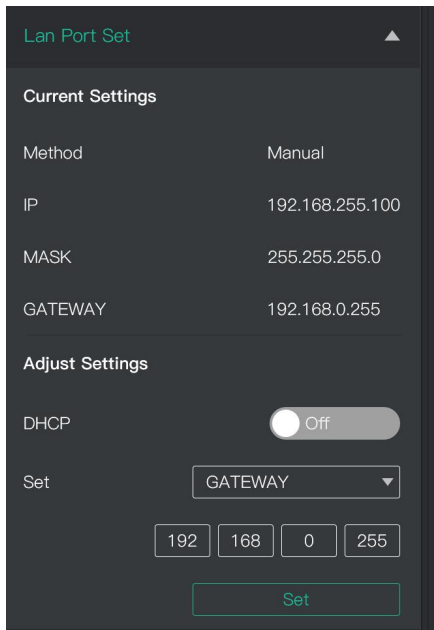 Lan Port Set
Current Settings
Method Manual
IP 192.168.255.100
MASK 255.255.255.0
GATEWAY 192.168.0.255
Adjust Settings
DHCP Off
Set GATEWAY
192 168 0 255
Set